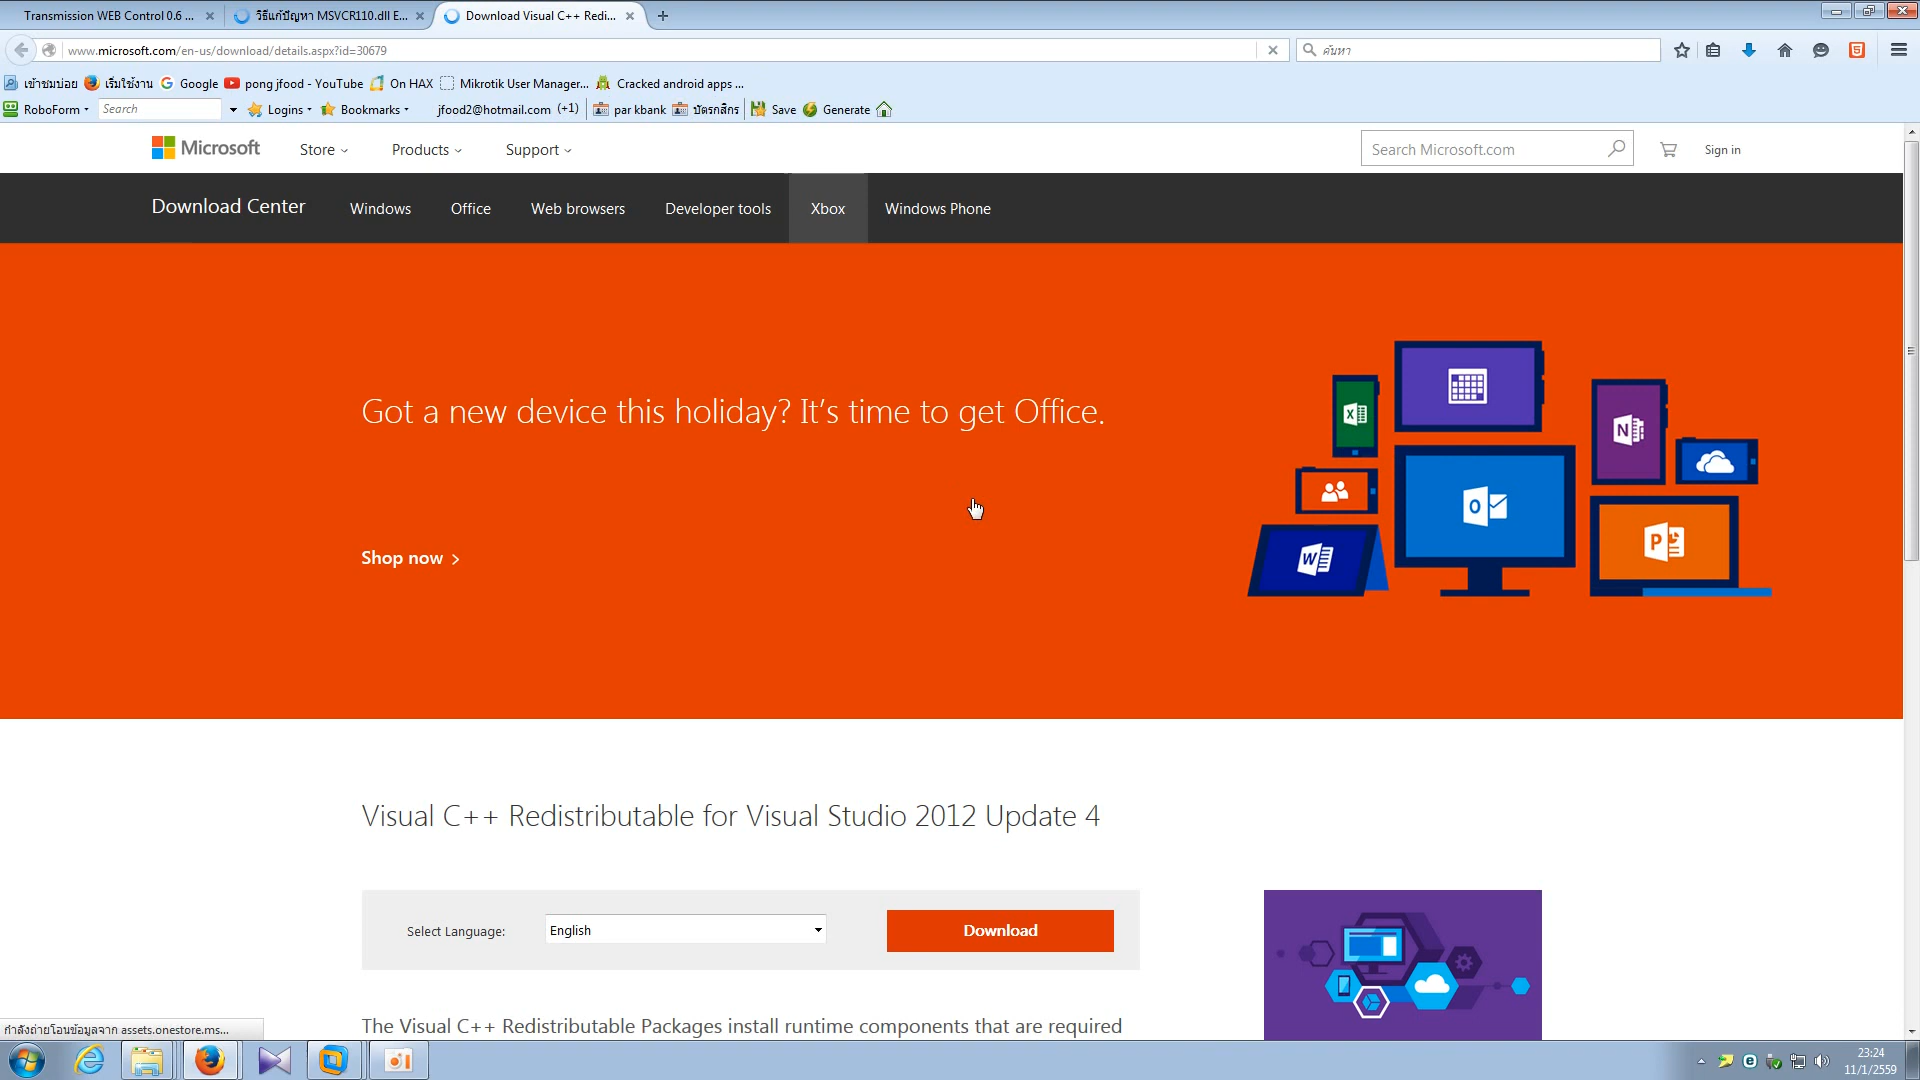 Transmission WEB Control 0.6 ...
วิธีแก้ปัญหา MSVCR110.dll E...
Download Visual C++ Redi...
www.microsoft.com/en-us/download/details.aspx?id=30679
ค้นหา
เข้าชมบ่อย เริ่มใช้งาน Google pong jfood - YouTube On HAX Mikrotik User Manager... Cracked android apps ...
RoboForm Search Logins Bookmarks jfood2@hotmail.com (+1) par kbank บัตรกสิกร Save Generate
Microsoft Store Products Support Search Microsoft.com Sign in
Download Center Windows Office Web browsers Developer tools Xbox Windows Phone
Got a new device this holiday? It's time to get Office.
Shop now >
Visual C++ Redistributable for Visual Studio 2012 Update 4
Select Language: English Download
The Visual C++ Redistributable Packages install runtime components that are required
กำลังถ่ายโอนข้อมูลจาก assets.onestore.ms...
23:24
11/1/2559